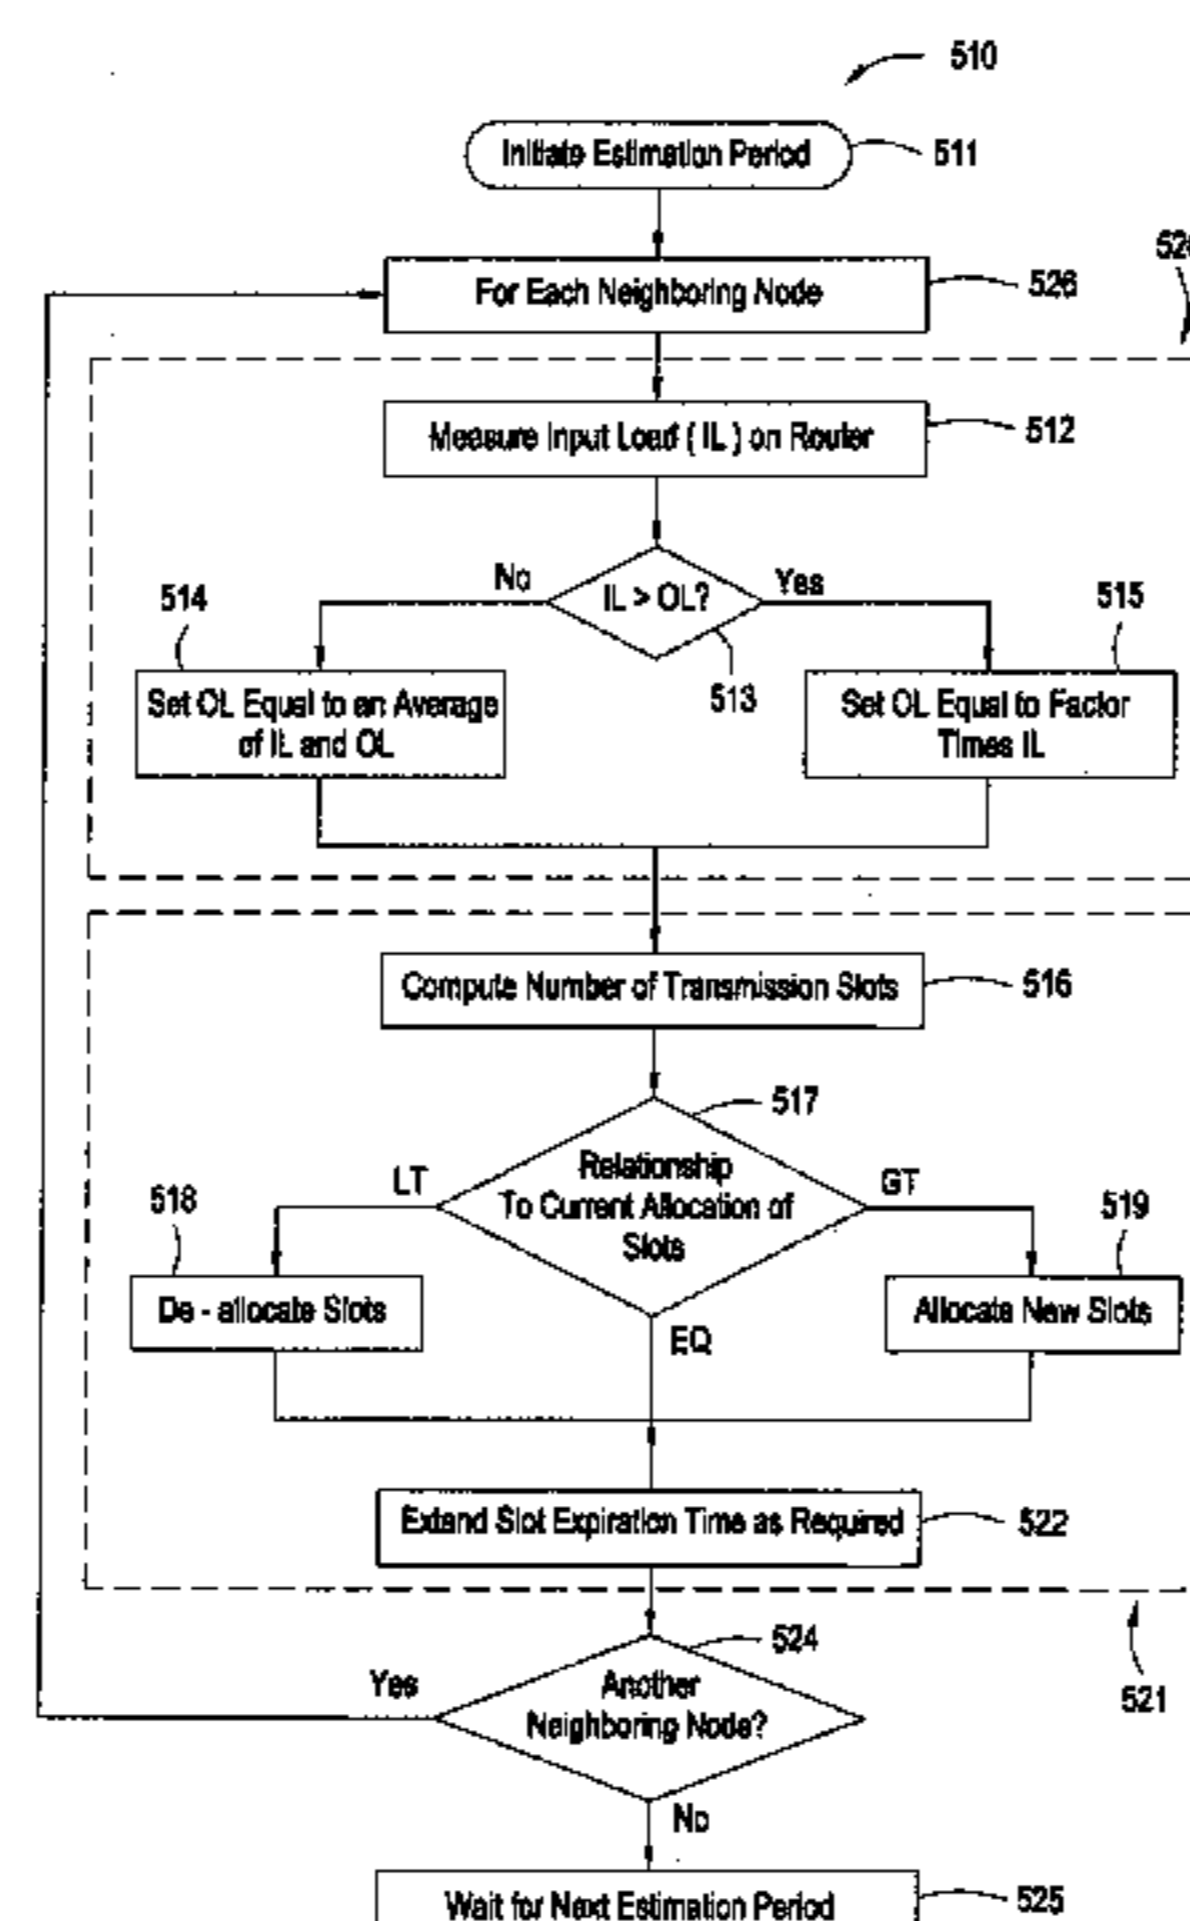 510
Initiate Estimation Period
511
For Each Neighboring Node
526
Measure Input Load ( IL ) on Router
512
No
IL > OL?
Yes
514
515
513
Set OL Equal to an Average
of IL and OL
Set OL Equal to Factor
Times IL
Compute Number of Transmission Slots
516
517
LT
Relationship
To Current Allocation of
Slots
GT
518
519
De - allocate Slots
Allocate New Slots
EQ
Extend Slot Expiration Time as Required
522
524
Yes
Another
Neighboring Node?
521
No
Wait for Next Estimation Period
525